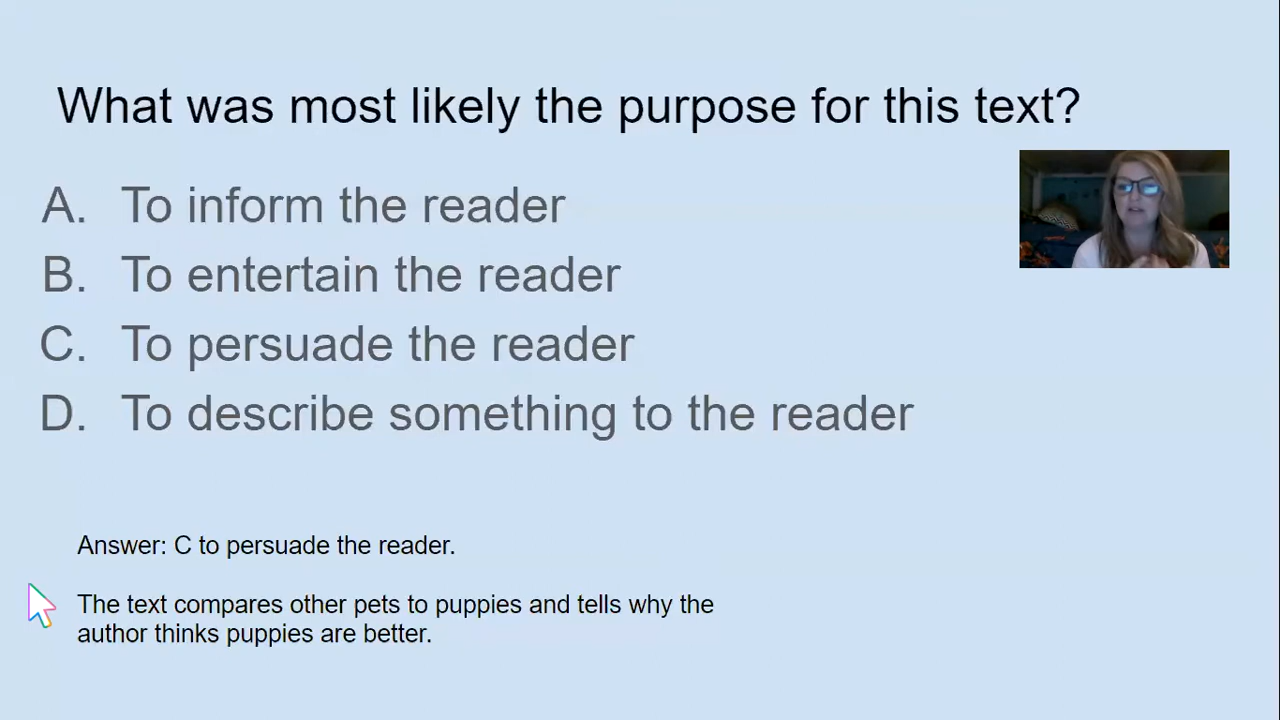 What was most likely the purpose for this text?
A. To inform the reader
B. To entertain the reader
C. To persuade the reader
D. To describe something to the reader
Answer: C to persuade the reader.
The text compares other pets to puppies and tells why the
author thinks puppies are better.